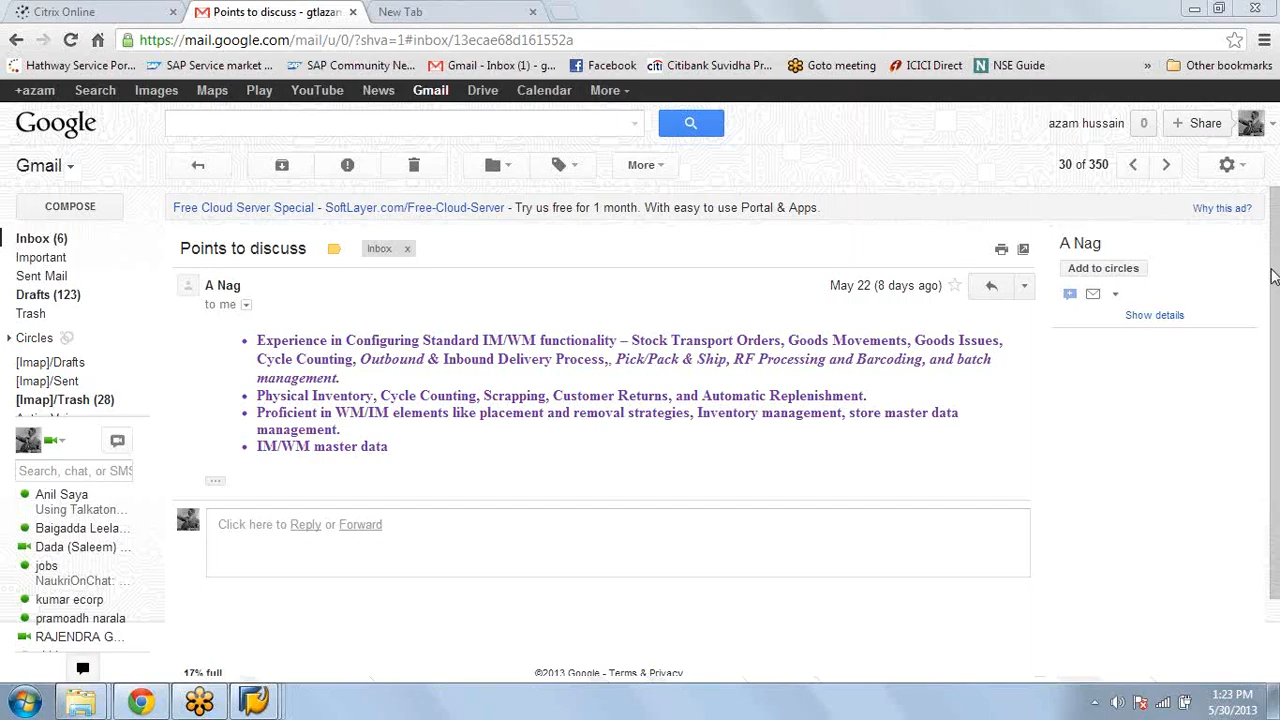 Citrix Online
Points to discuss - gtlazan
New Tab
https://mail.google.com/mail/u/0/?shva=1#inbox/13ecae68d161552a
Hathway Service Por...
SAP Service market ...
SAP Community Ne...
Gmail - Inbox (1) - g...
Facebook
Citibank Suvidha Pr...
Goto meeting
ICICI Direct
NSE Guide
»
Other bookmarks
+azam Search Images Maps Play YouTube News Gmail Drive Calendar More
Google
azam hussain
0
+ Share
Gmail
More
30 of 350
COMPOSE
Free Cloud Server Special - SoftLayer.com/Free-Cloud-Server - Try us free for 1 month. With easy to use Portal & Apps.
Why this ad?
Inbox (6)
Important
Sent Mail
Drafts (123)
Trash
Circles
[Imap]/Drafts
[Imap]/Sent
[Imap]/Trash (28)
Search, chat, or SMS
Anil Saya
Using Talkaton...
Baigadda Leela...
Dada (Saleem) ...
jobs
NaukriOnChat: ...
kumar ecorp
pramoadh narala
RAJENDRA G...
Points to discuss
Inbox x
A Nag
to me
May 22 (8 days ago)
• Experience in Configuring Standard IM/WM functionality – Stock Transport Orders, Goods Movements, Goods Issues,
Cycle Counting, Outbound & Inbound Delivery Process,, Pick/Pack & Ship, RF Processing and Barcoding, and batch
management.
• Physical Inventory, Cycle Counting, Scrapping, Customer Returns, and Automatic Replenishment.
• Proficient in WM/IM elements like placement and removal strategies, Inventory management, store master data
management.
• IM/WM master data
...
Click here to Reply or Forward
A Nag
Add to circles
Show details
17% full
©2013 Google - Terms & Privacy
1:23 PM
5/30/2013